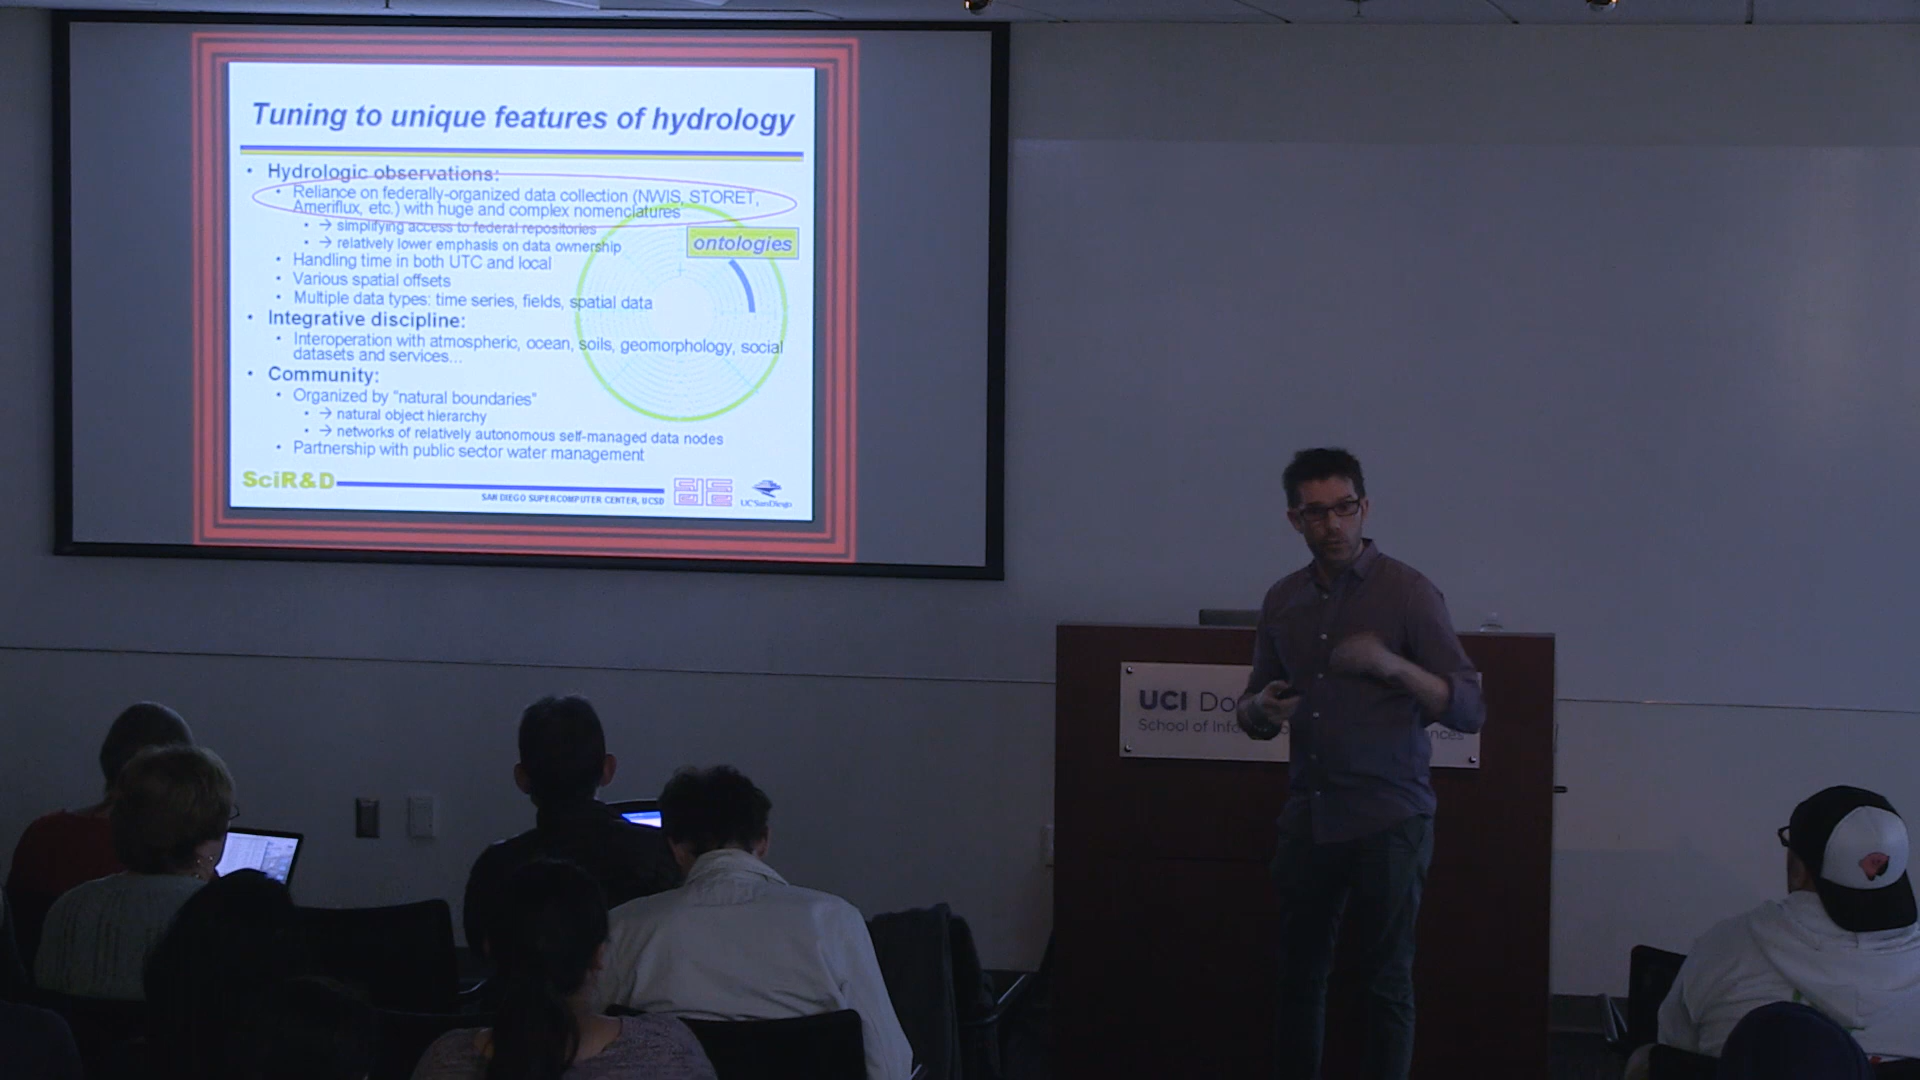 Tuning to unique features of hydrology
• Hydrologic observations:
• Reliance on federally-organized data collection (NWIS, STORET,
Ameriflux, etc.) with huge and complex nomenclatures
• → simplifying access to federal repositories
• → relatively lower emphasis on data ownership
ontologies
• Handling time in both UTC and local
• Various spatial offsets
• Multiple data types: time series, fields, spatial data
• Integrative discipline:
• Interoperation with atmospheric, ocean, soils, geomorphology, social
datasets and services...
• Community:
• Organized by "natural boundaries"
• → natural object hierarchy
• → networks of relatively autonomous self-managed data nodes
• Partnership with public sector water management
SciR&D
SAN DIEGO SUPERCOMPUTER CENTER, UCSD
UCSanDiego
UCI Do
School of Info nces